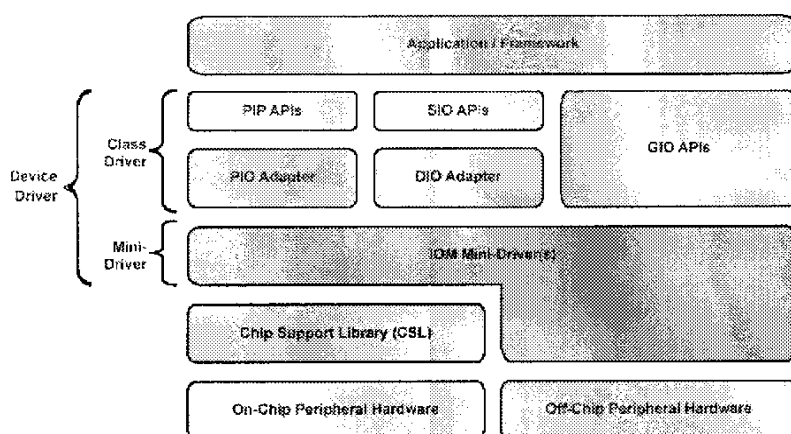 Application / Framework
PIP APIs
SIO APIs
GIO APIs
Class
Driver
Device
Driver
PIO Adapter
DIO Adapter
Mini-
Driver
IOM Mini-Driver(s)
Chip Support Library (CSL)
On-Chip Peripheral Hardware
Off-Chip Peripheral Hardware